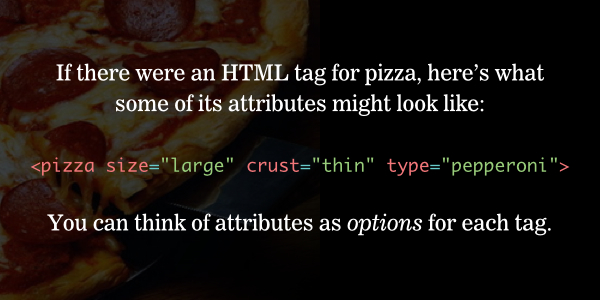 If there were an HTML tag for pizza, here’s what
some of its attributes might look like:
<pizza size="large" crust="thin" type="pepperoni">
You can think of attributes as options for each tag.